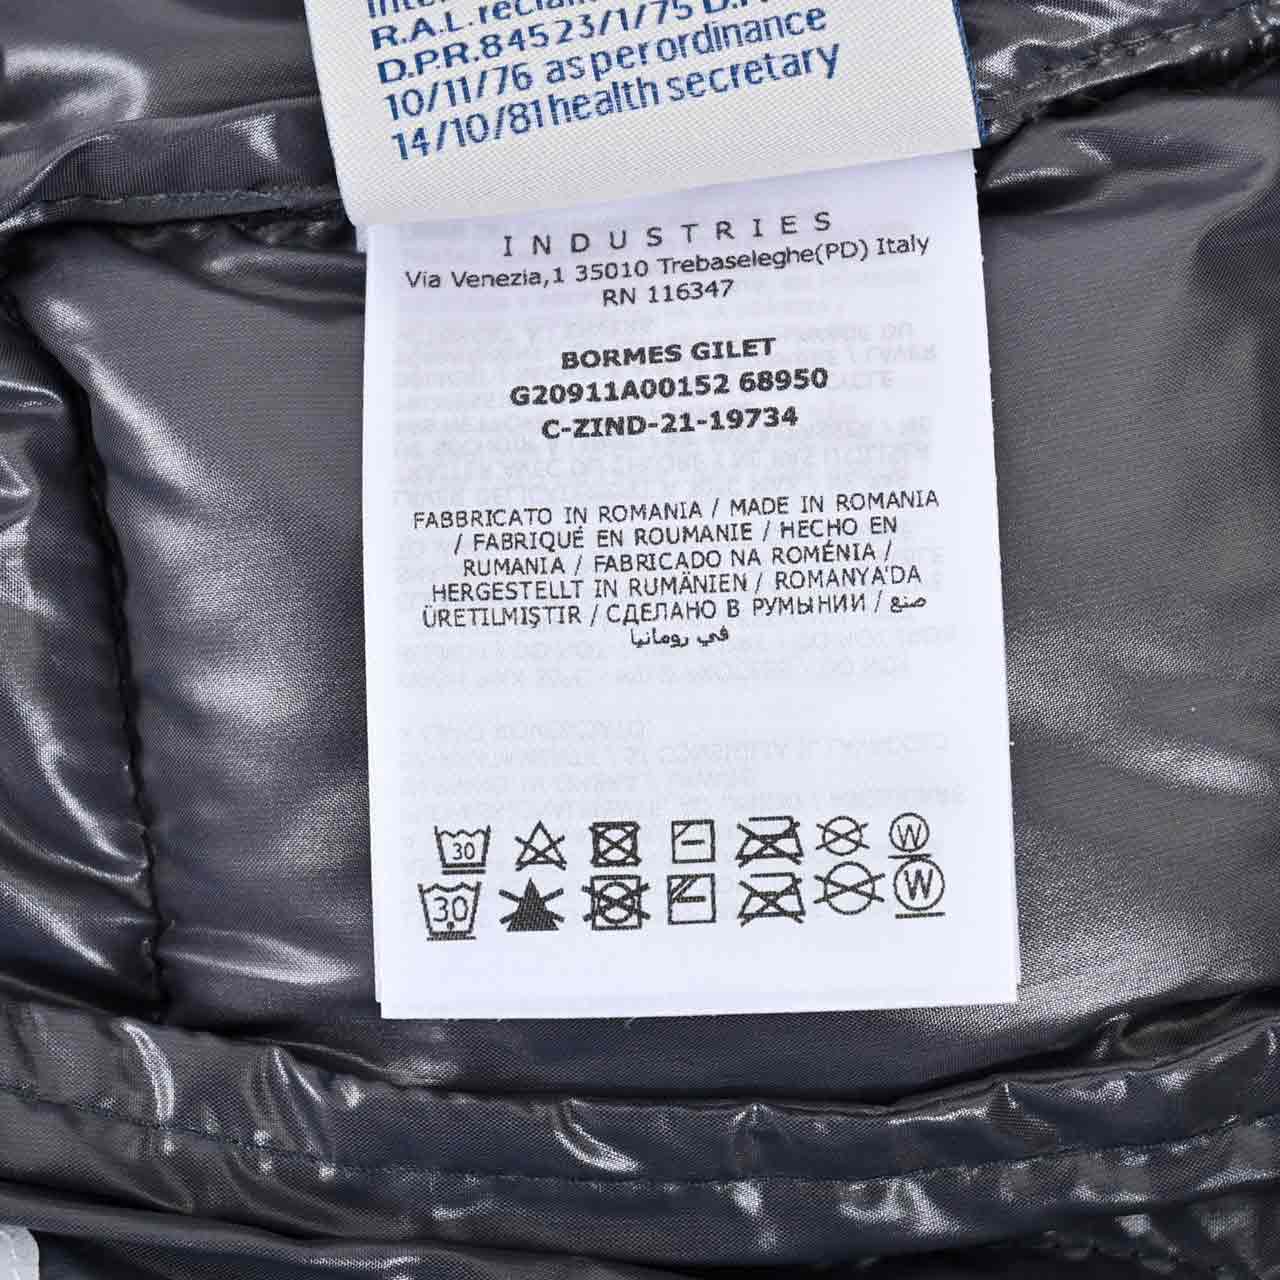 R.A.L.
D.P.R.84523/1/75
10/11/76 as per ordinance
14/10/81 health secretary
INDUSTRIES
Via Venezia,1 35010 Trebaseleghe(PD) Italy
RN 116347
BORMES GILET
G20911A00152 68950
C-ZIND-21-19734
FABBRICATO IN ROMANIA / MADE IN ROMANIA
/ FABRIQUÉ EN ROUMANIE / HECHO EN
RUMANIA / FABRICADO NA ROMÉNIA /
HERGESTELLT IN RUMÄNIEN / ROMANYA'DA
ÜRETILMIŞTIR / СДЕЛАНО В РУМЫНИИ / صنع
في رومانيا
30 W
30 W